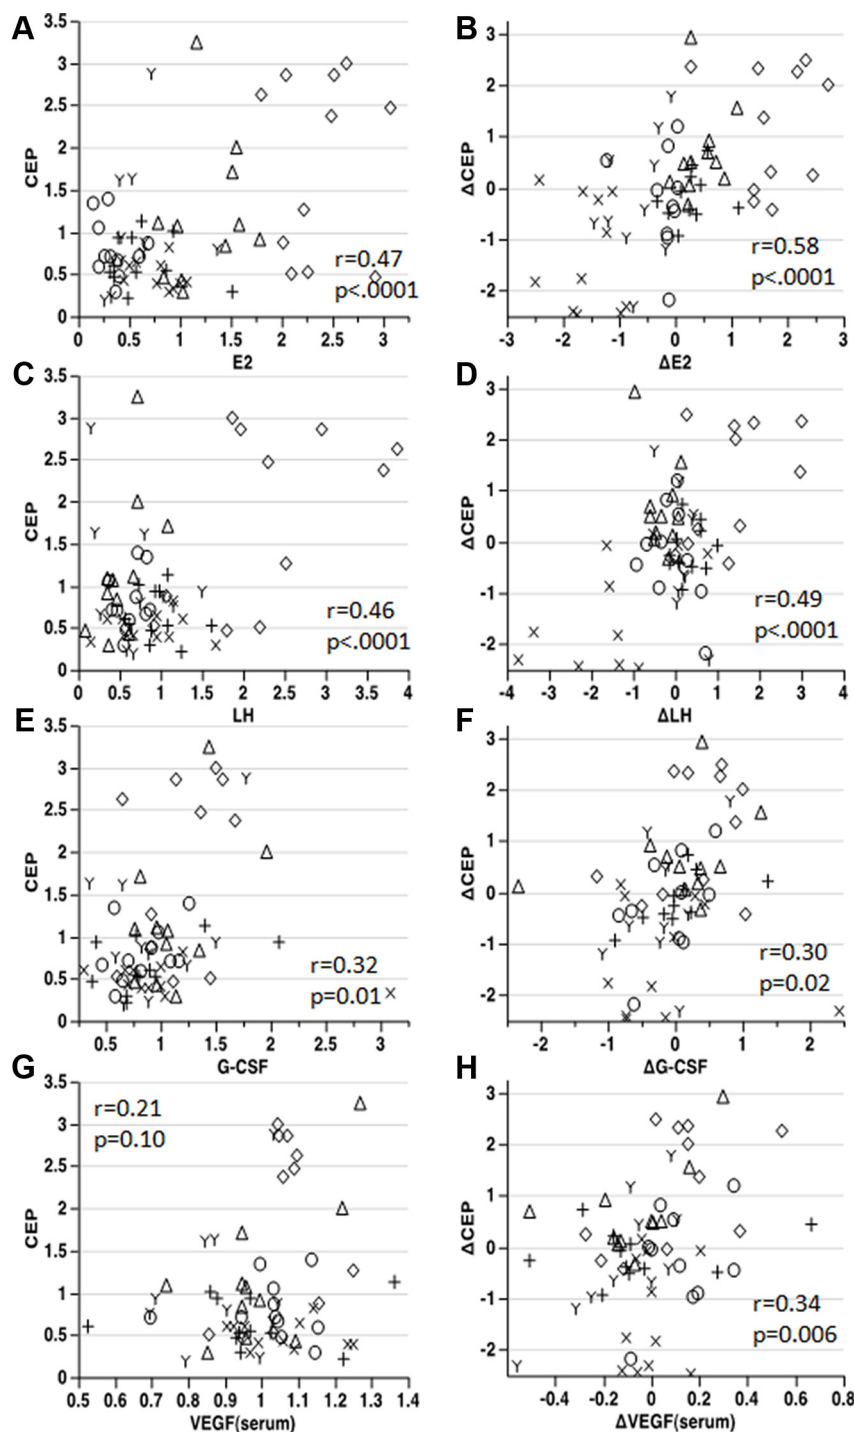 A
3.5
3
2.5
2
1.5
1
0.5
0
CEP
0
0.5
1
1.5
2
2.5
3
E2
r=0.47
p<.0001
B
3
2
1
0
-1
-2
ΔCEP
-3
-2
-1
0
1
2
3
ΔE2
r=0.58
p<.0001
C
3.5
3
2.5
2
1.5
1
0.5
0
CEP
0
0.5
1
1.5
2
2.5
3
3.5
4
LH
r=0.46
p<.0001
D
3
2
1
0
-1
-2
ΔCEP
-4
-3
-2
-1
0
1
2
3
4
ΔLH
r=0.49
p<.0001
E
3.5
3
2.5
2
1.5
1
0.5
0
CEP
0.5
1
1.5
2
2.5
3
G-CSF
r=0.32
p=0.01
F
3
2
1
0
-1
-2
ΔCEP
-2
-1
0
1
2
ΔG-CSF
r=0.30
p=0.02
G
3.5
3
2.5
2
1.5
1
0.5
0
CEP
0.5
0.6
0.7
0.8
0.9
1
1.1
1.2
1.3
1.4
VEGF(serum)
r=0.21
p=0.10
H
3
2
1
0
-1
-2
ΔCEP
-0.4
-0.2
0
0.2
0.4
0.6
0.8
ΔVEGF(serum)
r=0.34
p=0.006